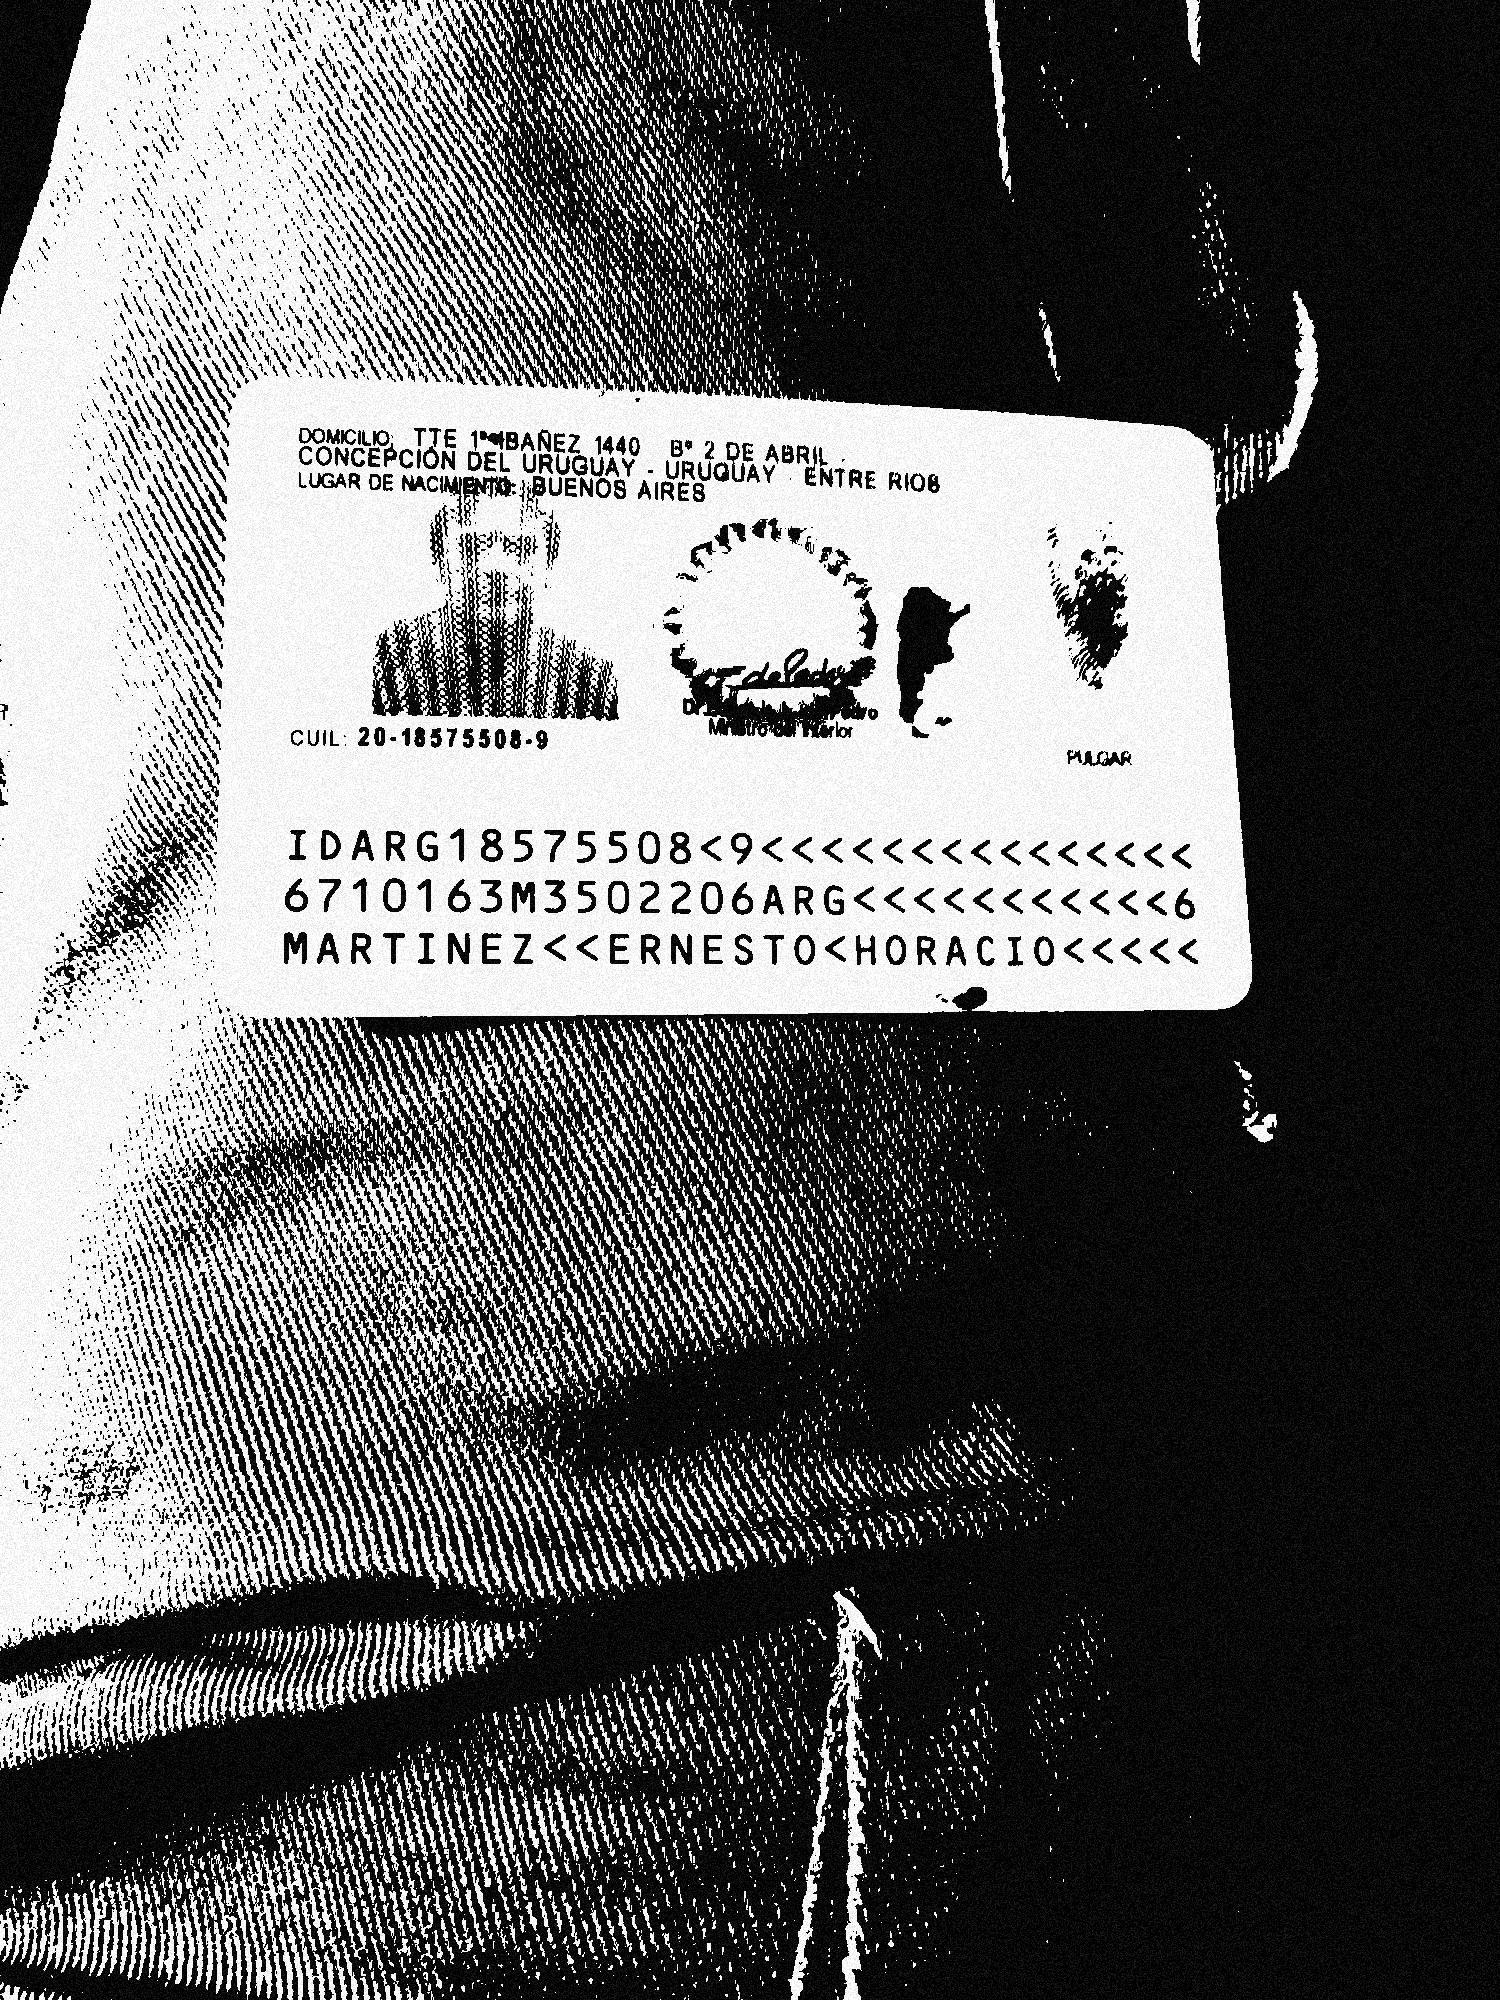 DOMICILIO: TTE 1º IBAÑEZ 1440 Bº 2 DE ABRIL
CONCEPCIÓN DEL URUGUAY - URUGUAY - ENTRE RIOS
LUGAR DE NACIMIENTO: BUENOS AIRES
Ministro del Interior
CUIL: 20-18575508-9
PULGAR
IDARG18575508<9<<<<<<<<<<<<<<<
6710163M3502206ARG<<<<<<<<<<<6
MARTINEZ<<ERNESTO<HORACIO<<<<<